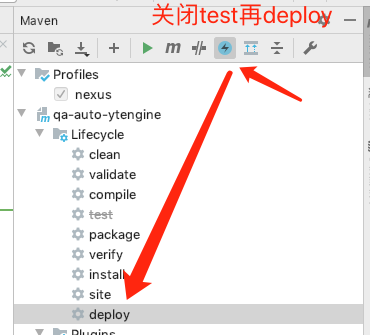 关闭test再deploy
Maven
Profiles
nexus
qa-auto-ytengine
Lifecycle
clean
validate
compile
test
package
verify
install
site
deploy
Plugins